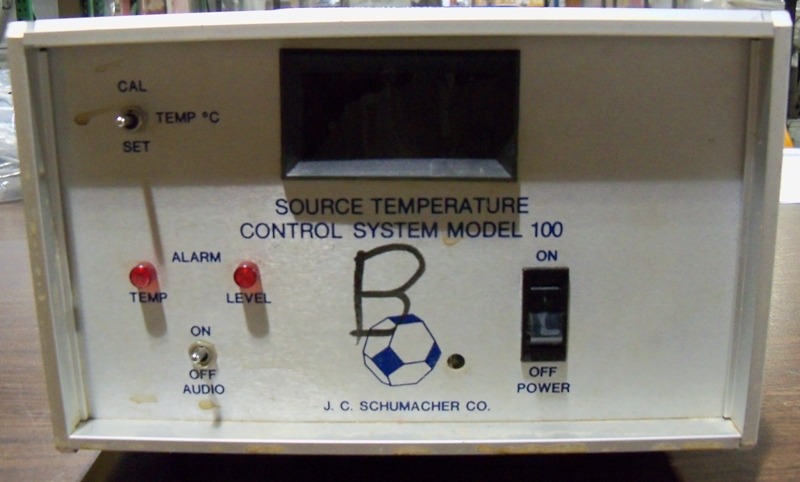 CAL
TEMP °C
SET
SOURCE TEMPERATURE
CONTROL SYSTEM MODEL 100
ALARM
TEMP
LEVEL
ON
OFF
AUDIO
B
ON
OFF
POWER
J. C. SCHUMACHER CO.